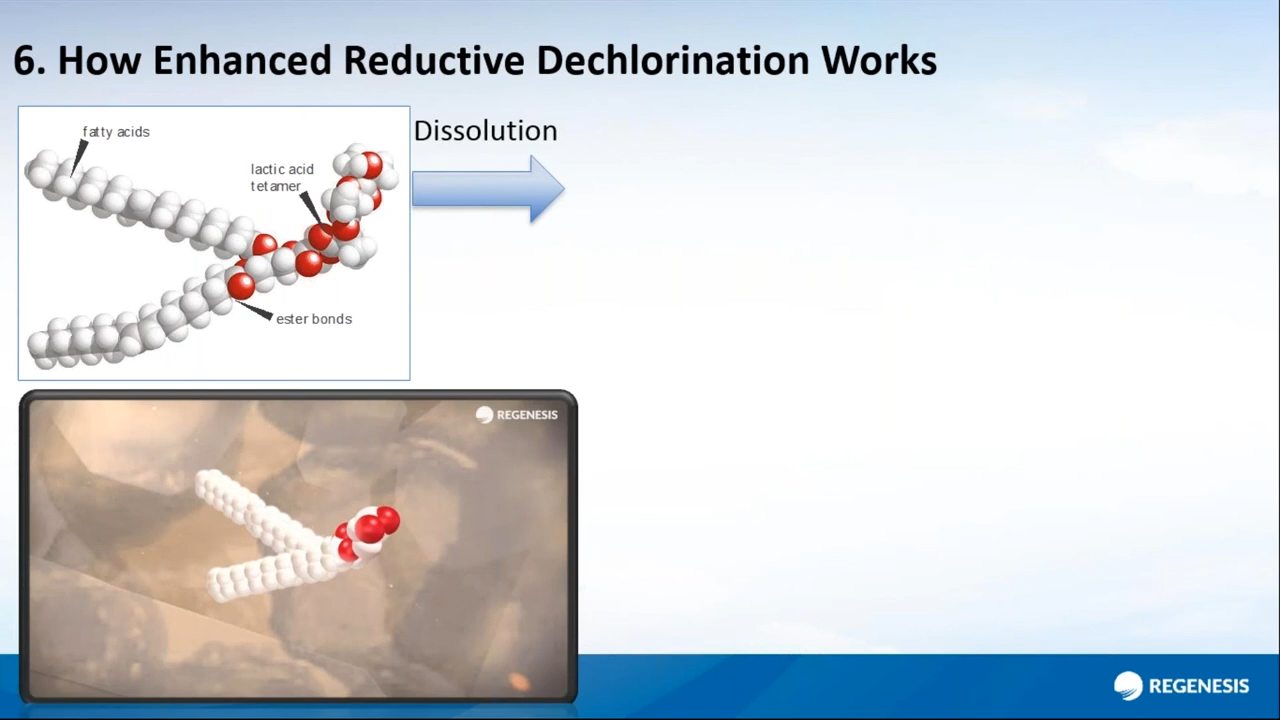 6. How Enhanced Reductive Dechlorination Works
fatty acids
lactic acid
tetamer
ester bonds
Dissolution
REGENESIS
REGENESIS